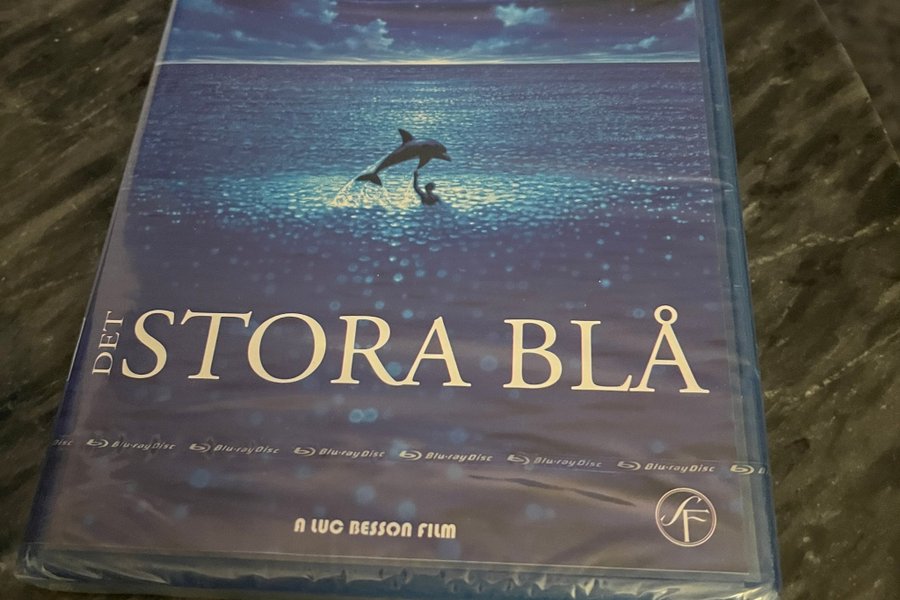 DET STORA BLÅ
Disc Blu-ray Disc Blu-ray Disc Blu-ray Disc Blu-ray Disc Blu-ray Disc Blu-ray Disc
A LUC BESSON FILM
SF